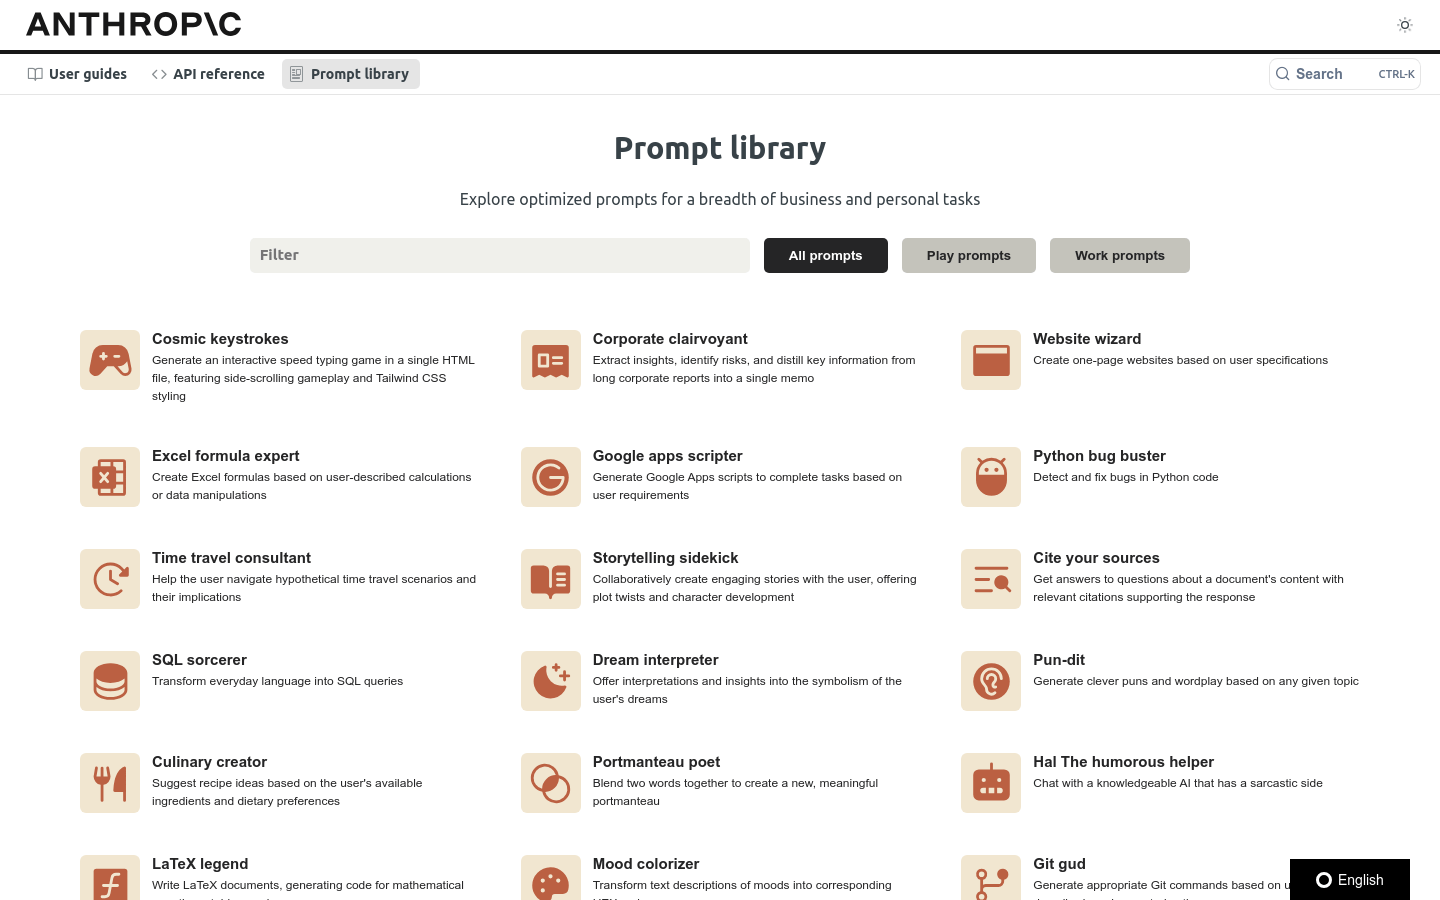 ANTHROP\C
User guides
API reference
Prompt library
Search
CTRL-K
Prompt library
Explore optimized prompts for a breadth of business and personal tasks
Filter
All prompts
Play prompts
Work prompts
Cosmic keystrokes
Generate an interactive speed typing game in a single HTML
file, featuring side-scrolling gameplay and Tailwind CSS
styling
Corporate clairvoyant
Extract insights, identify risks, and distill key information from
long corporate reports into a single memo
Website wizard
Create one-page websites based on user specifications
Excel formula expert
Create Excel formulas based on user-described calculations
or data manipulations
Google apps scripter
Generate Google Apps scripts to complete tasks based on
user requirements
Python bug buster
Detect and fix bugs in Python code
Time travel consultant
Help the user navigate hypothetical time travel scenarios and
their implications
Storytelling sidekick
Collaboratively create engaging stories with the user, offering
plot twists and character development
Cite your sources
Get answers to questions about a document's content with
relevant citations supporting the response
SQL sorcerer
Transform everyday language into SQL queries
Dream interpreter
Offer interpretations and insights into the symbolism of the
user's dreams
Pun-dit
Generate clever puns and wordplay based on any given topic
Culinary creator
Suggest recipe ideas based on the user's available
ingredients and dietary preferences
Portmanteau poet
Blend two words together to create a new, meaningful
portmanteau
Hal The humorous helper
Chat with a knowledgeable AI that has a sarcastic side
LaTeX legend
Write LaTeX documents, generating code for mathematical
Mood colorizer
Transform text descriptions of moods into corresponding
Git gud
Generate appropriate Git commands based on
English